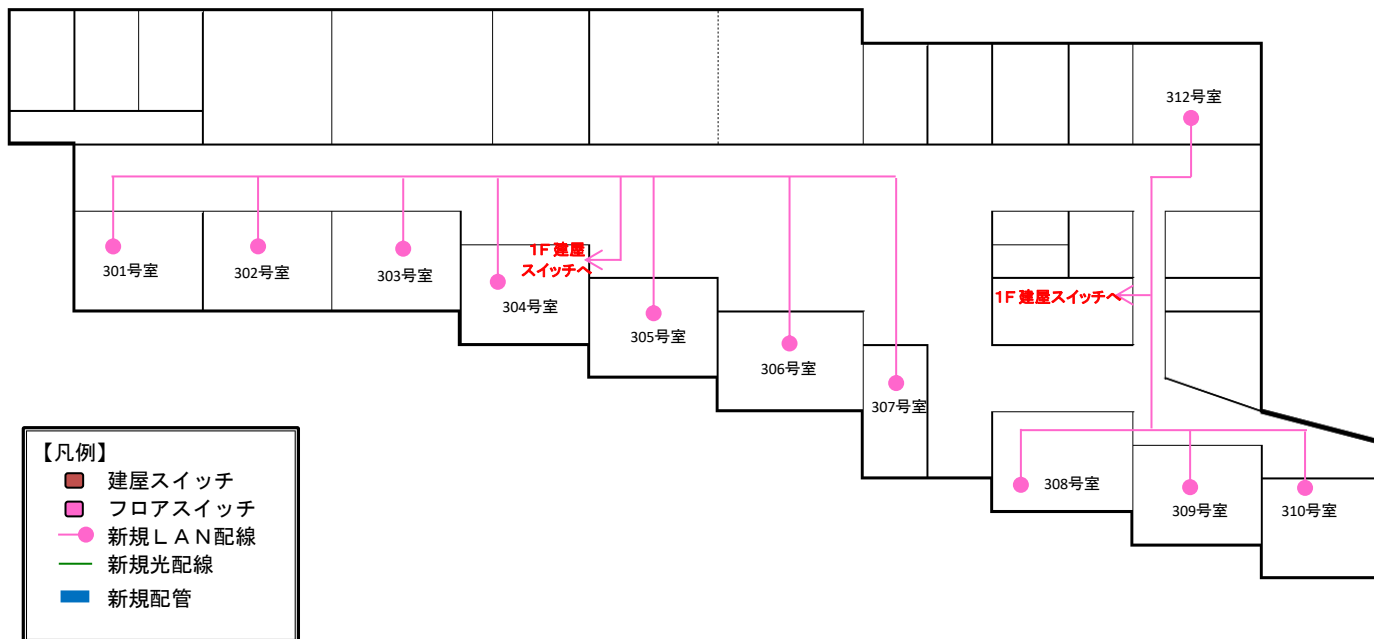 312号室
301号室
302号室
303号室
1F 建屋
スイッチへ
304号室
1F 建屋スイッチへ
305号室
306号室
307号室
308号室
309号室
310号室
【凡例】
建屋スイッチ
フロアスイッチ
新規ＬＡＮ配線
新規光配線
新規配管